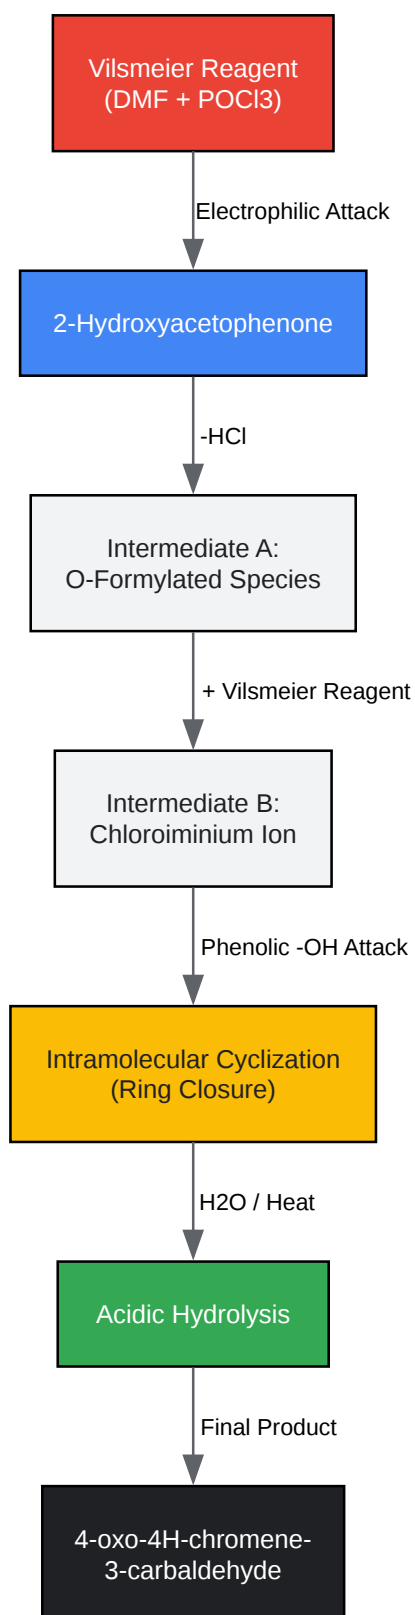 Vilsmeier Reagent
(DMF + POCl3)
Electrophilic Attack
2-Hydroxyacetophenone
-HCl
Intermediate A:
O-Formylated Species
+ Vilsmeier Reagent
Intermediate B:
Chloroiminium Ion
Phenolic -OH Attack
Intramolecular Cyclization
(Ring Closure)
H2O / Heat
Acidic Hydrolysis
Final Product
4-oxo-4H-chromene-
3-carbaldehyde